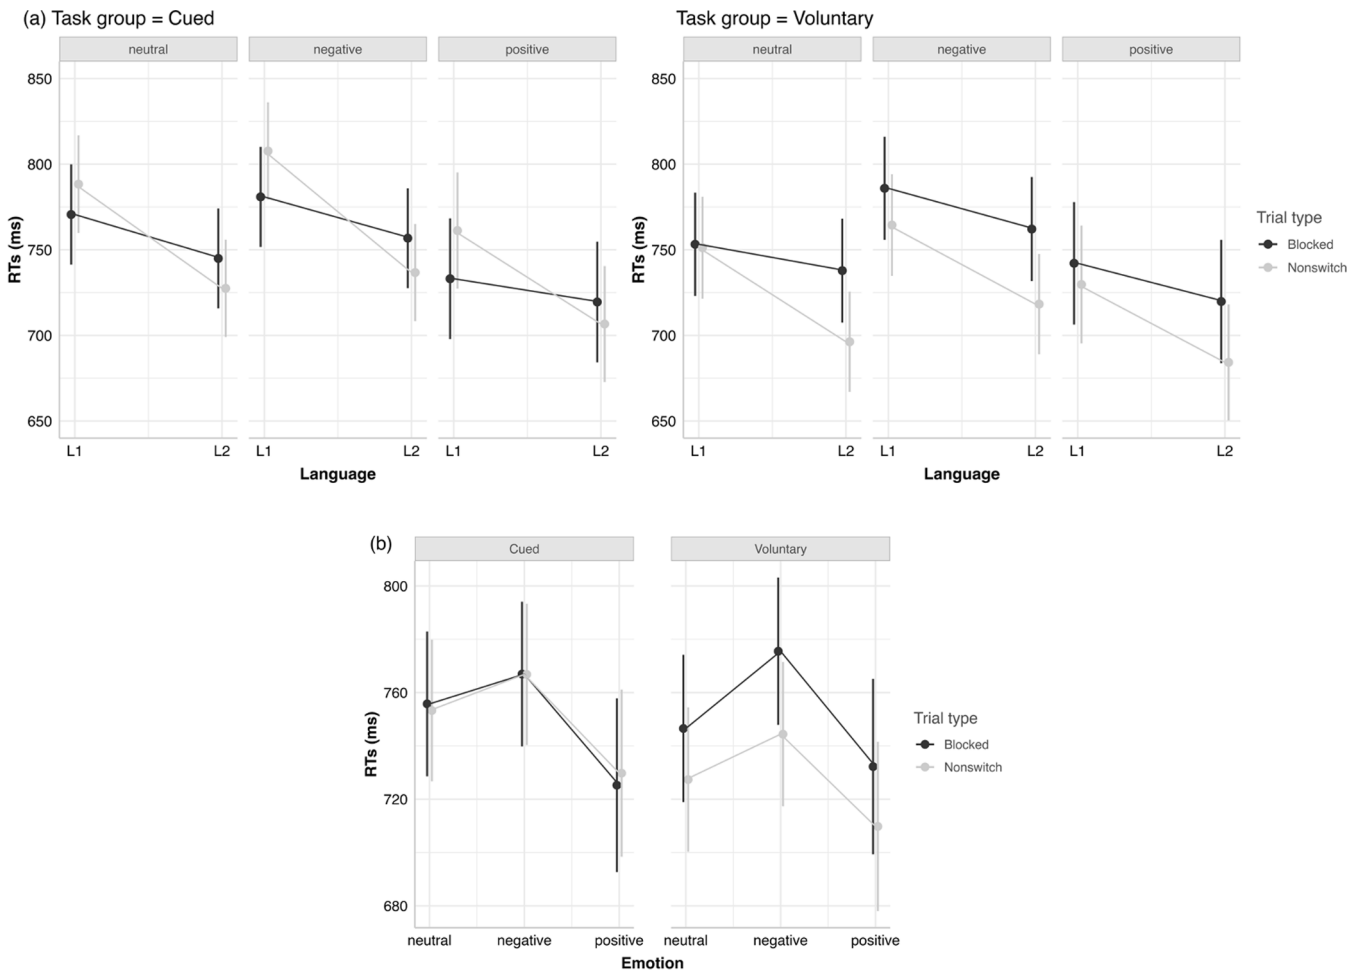 (a) Task group = Cued
Task group = Voluntary
neutral negative positive
neutral negative positive
850
800
750
700
650
RTs (ms)
L1 L2 L1 L2 L1 L2
Language
850
800
750
700
650
RTs (ms)
L1 L2 L1 L2 L1 L2
Language
Trial type
Blocked
Nonswitch
(b)
Cued Voluntary
800
760
720
680
RTs (ms)
neutral negative positive neutral negative positive
Emotion
Trial type
Blocked
Nonswitch